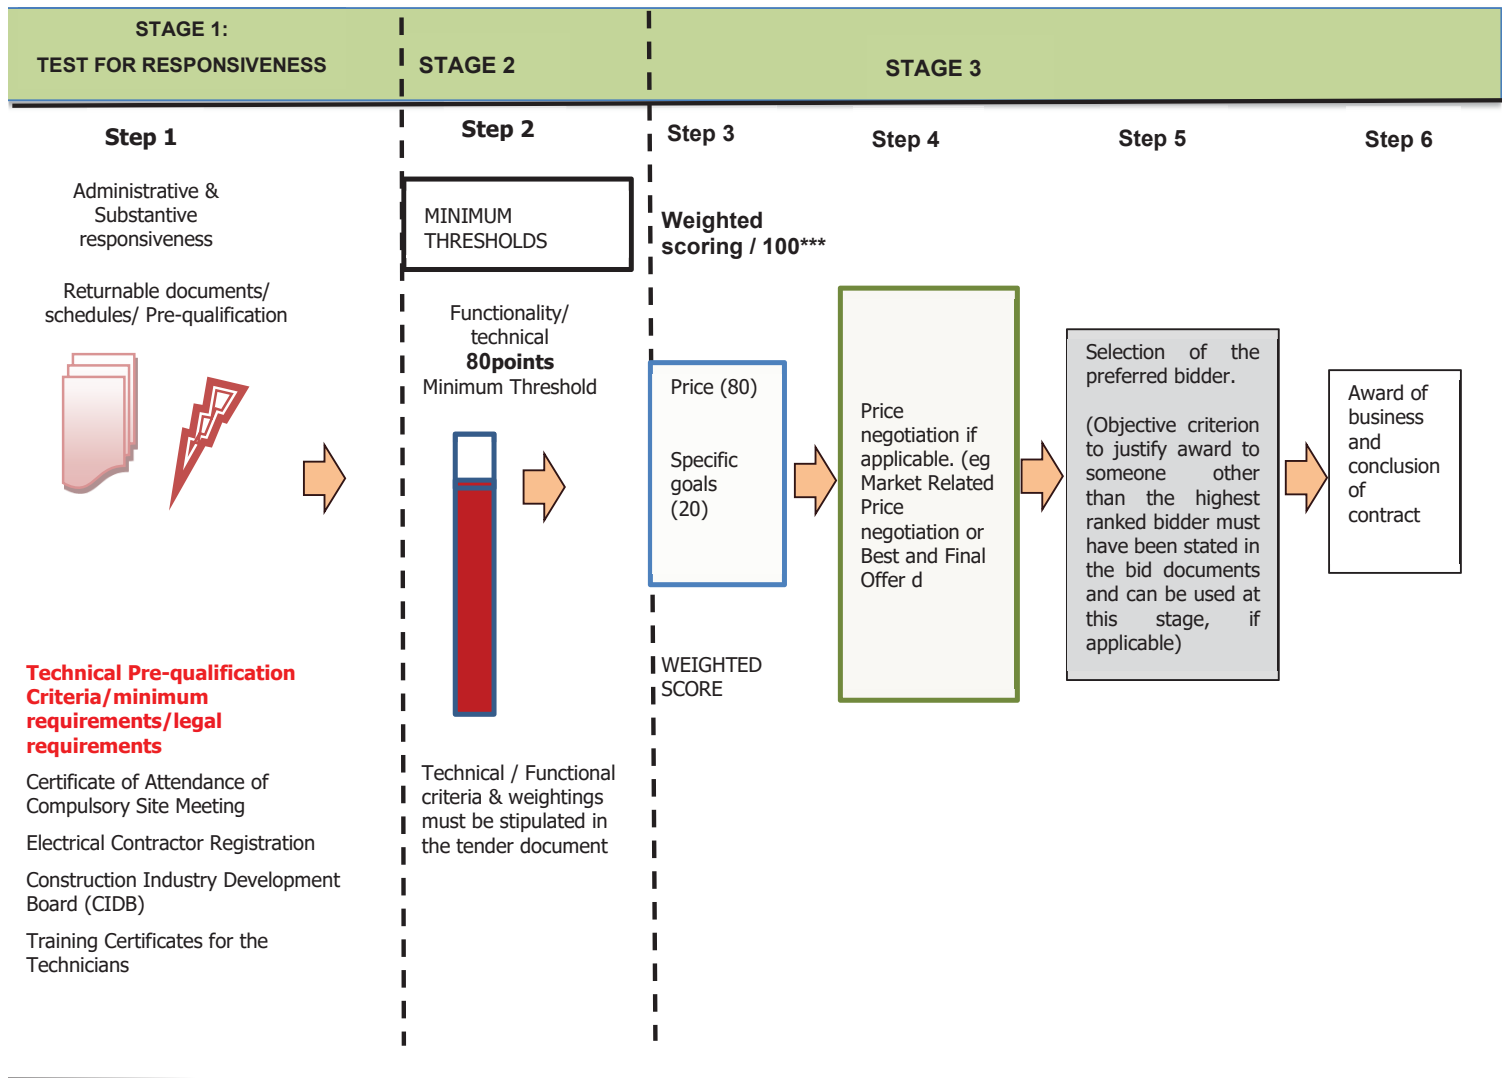 STAGE 1:
TEST FOR RESPONSIVENESS
STAGE 2
STAGE 3
Step 1
Step 2
Step 3
Step 4
Step 5
Step 6
Administrative &
Substantive
responsiveness
Returnable documents/
schedules/ Pre-qualification
Technical Pre-qualification
Criteria/minimum
requirements/legal
requirements
Certificate of Attendance of
Compulsory Site Meeting
Electrical Contractor Registration
Construction Industry Development
Board (CIDB)
Training Certificates for the
Technicians
MINIMUM
THRESHOLDS
Functionality/
technical
80points
Minimum Threshold
Technical / Functional
criteria & weightings
must be stipulated in
the tender document
Weighted
scoring / 100***
Price (80)
Specific
goals
(20)
WEIGHTED
SCORE
Price
negotiation if
applicable. (eg
Market Related
Price
negotiation or
Best and Final
Offer d
Selection of the
preferred bidder.
(Objective criterion
to justify award to
someone other
than the highest
ranked bidder must
have been stated in
the bid documents
and can be used at
this stage, if
applicable)
Award of
business
and
conclusion
of
contract